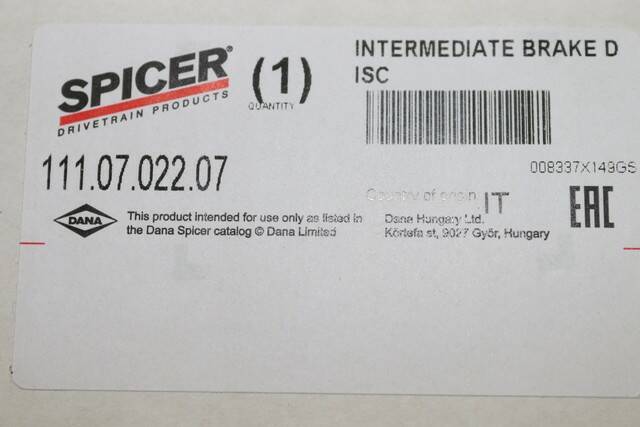 SPICER®
DRIVETRAIN PRODUCTS
(1)
QUANTITY
INTERMEDIATE BRAKE D
ISC
008337X149GS
111.07.022.07
Country of origin IT
EAC
DANA
This product intended for use only as listed in
the Dana Spicer catalog © Dana Limited
Dana Hungary Ltd.
Körtefa st, 9027 Győr, Hungary